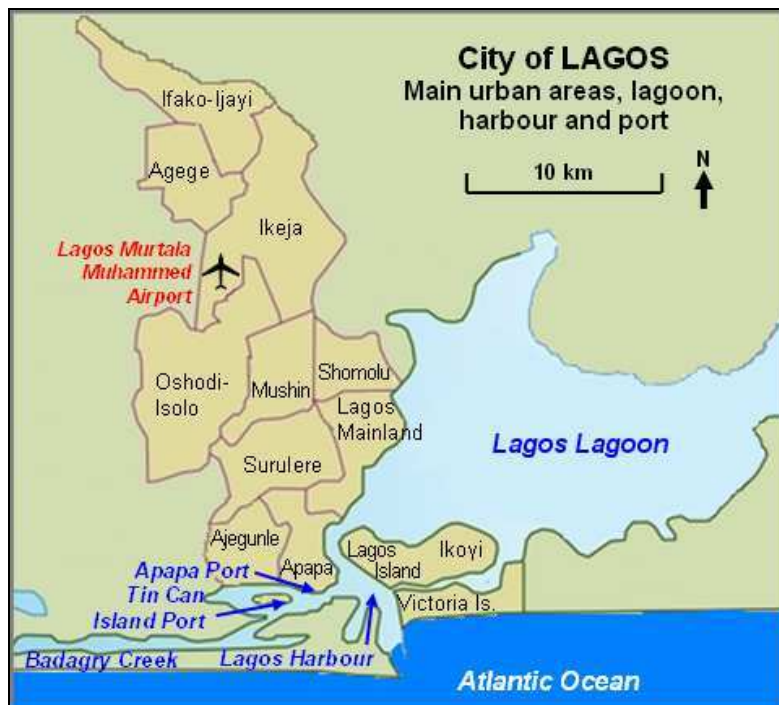 City of LAGOS
Main urban areas, lagoon,
harbour and port
10 km
N
Ifako-Ijayi
Agege
Ikeja
Lagos Murtala
Muhammed
Airport
Oshodi-
Isolo
Mushin
Shomolu
Lagos
Mainland
Lagos Lagoon
Surulere
Ajegunle
Apapa
Lagos
Island
Ikoyi
Victoria Is.
Apapa Port
Tin Can
Island Port
Badagry Creek
Lagos Harbour
Atlantic Ocean